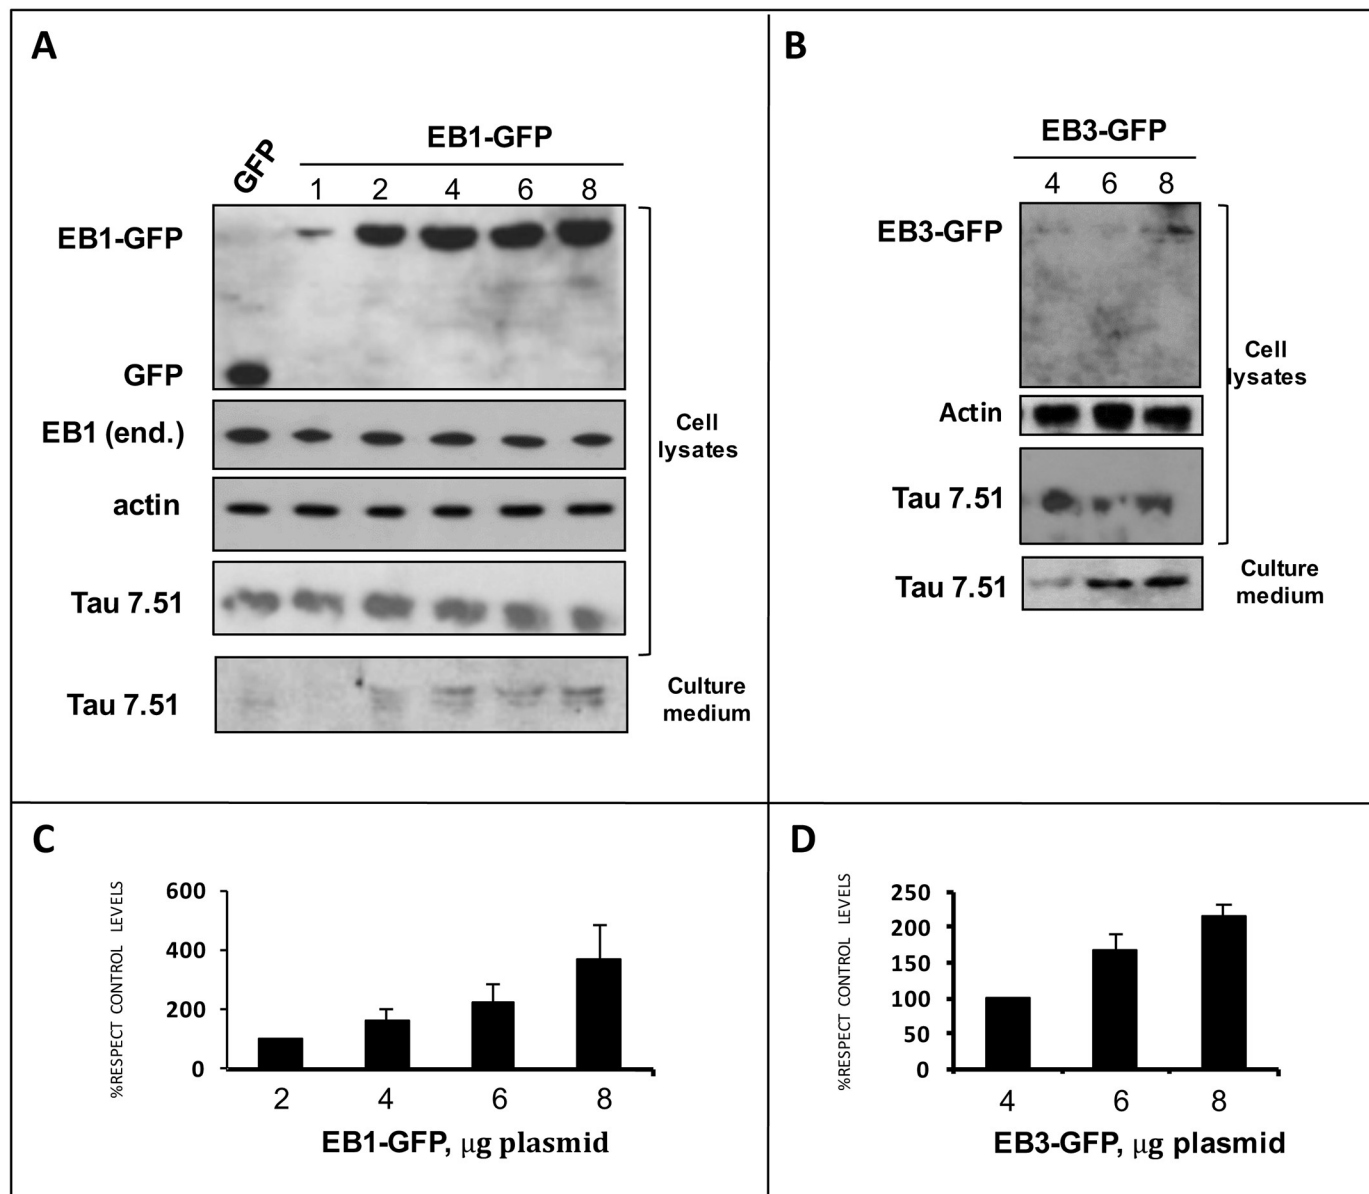 A
GFP
EB1-GFP
1 2 4 6 8
EB1-GFP
GFP
EB1 (end.)
actin
Tau 7.51
Cell
lysates
Tau 7.51
Culture
medium
B
EB3-GFP
4 6 8
EB3-GFP
Actin
Tau 7.51
Cell
lysates
Tau 7.51
Culture
medium
C
%RESPECT CONTROL LEVELS
600
400
200
0
2 4 6 8
EB1-GFP, µg plasmid
D
%RESPECT CONTROL LEVELS
250
200
150
100
50
0
4 6 8
EB3-GFP, µg plasmid